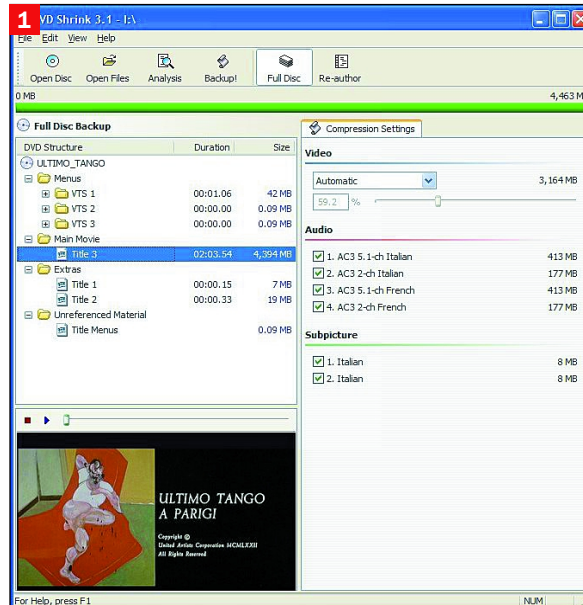 1
VD Shrink 3.1 - I:\
File Edit View Help
Open Disc Open Files Analysis Backup! Full Disc Re-author
0 MB 4,463 M
Full Disc Backup
DVD Structure Duration Size
ULTIMO_TANGO
Menus
VTS 1 00:01.06 42 MB
VTS 2 00:00.00 0.09 MB
VTS 3 00:00.00 0.09 MB
Main Movie
Title 3 02:03.54 4,394 MB
Extras
Title 1 00:00.15 7 MB
Title 2 00:00.33 19 MB
Unreferenced Material
Title Menus 0.09 MB
Compression Settings
Video
Automatic 3,164 MB
59.2 %
Audio
1. AC3 5.1-ch Italian 413 MB
2. AC3 2-ch Italian 177 MB
3. AC3 5.1-ch French 413 MB
4. AC3 2-ch French 177 MB
Subpicture
1. Italian 8 MB
2. Italian 8 MB
ULTIMO TANGO
A PARIGI
Copyright ©
United Artists Corporation MCMLXXII
All Rights Reserved
For Help, press F1 NUM